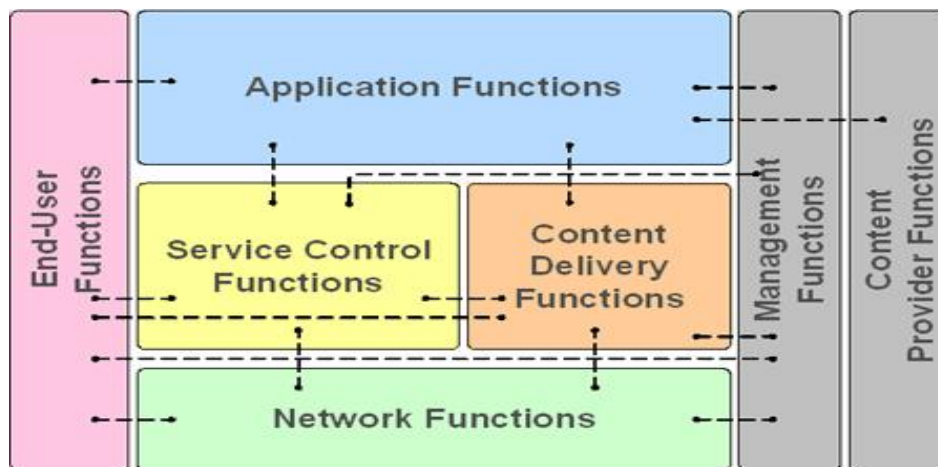 End-User
Functions
Application Functions
Service Control
Functions
Content
Delivery
Functions
Network Functions
Management
Functions
Content
Provider Functions